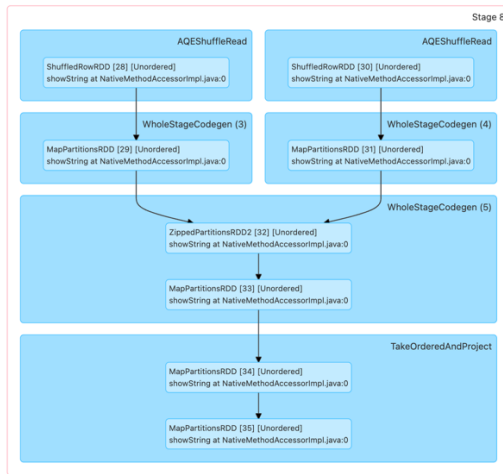 Stage 8
AQEShuffleRead
ShuffledRowRDD [28] [Unordered]
showString at NativeMethodAccessorImpl.java:0
AQEShuffleRead
ShuffledRowRDD [30] [Unordered]
showString at NativeMethodAccessorImpl.java:0
WholeStageCodegen (3)
MapPartitionsRDD [29] [Unordered]
showString at NativeMethodAccessorImpl.java:0
WholeStageCodegen (4)
MapPartitionsRDD [31] [Unordered]
showString at NativeMethodAccessorImpl.java:0
WholeStageCodegen (5)
ZippedPartitionsRDD2 [32] [Unordered]
showString at NativeMethodAccessorImpl.java:0
MapPartitionsRDD [33] [Unordered]
showString at NativeMethodAccessorImpl.java:0
TakeOrderedAndProject
MapPartitionsRDD [34] [Unordered]
showString at NativeMethodAccessorImpl.java:0
MapPartitionsRDD [35] [Unordered]
showString at NativeMethodAccessorImpl.java:0